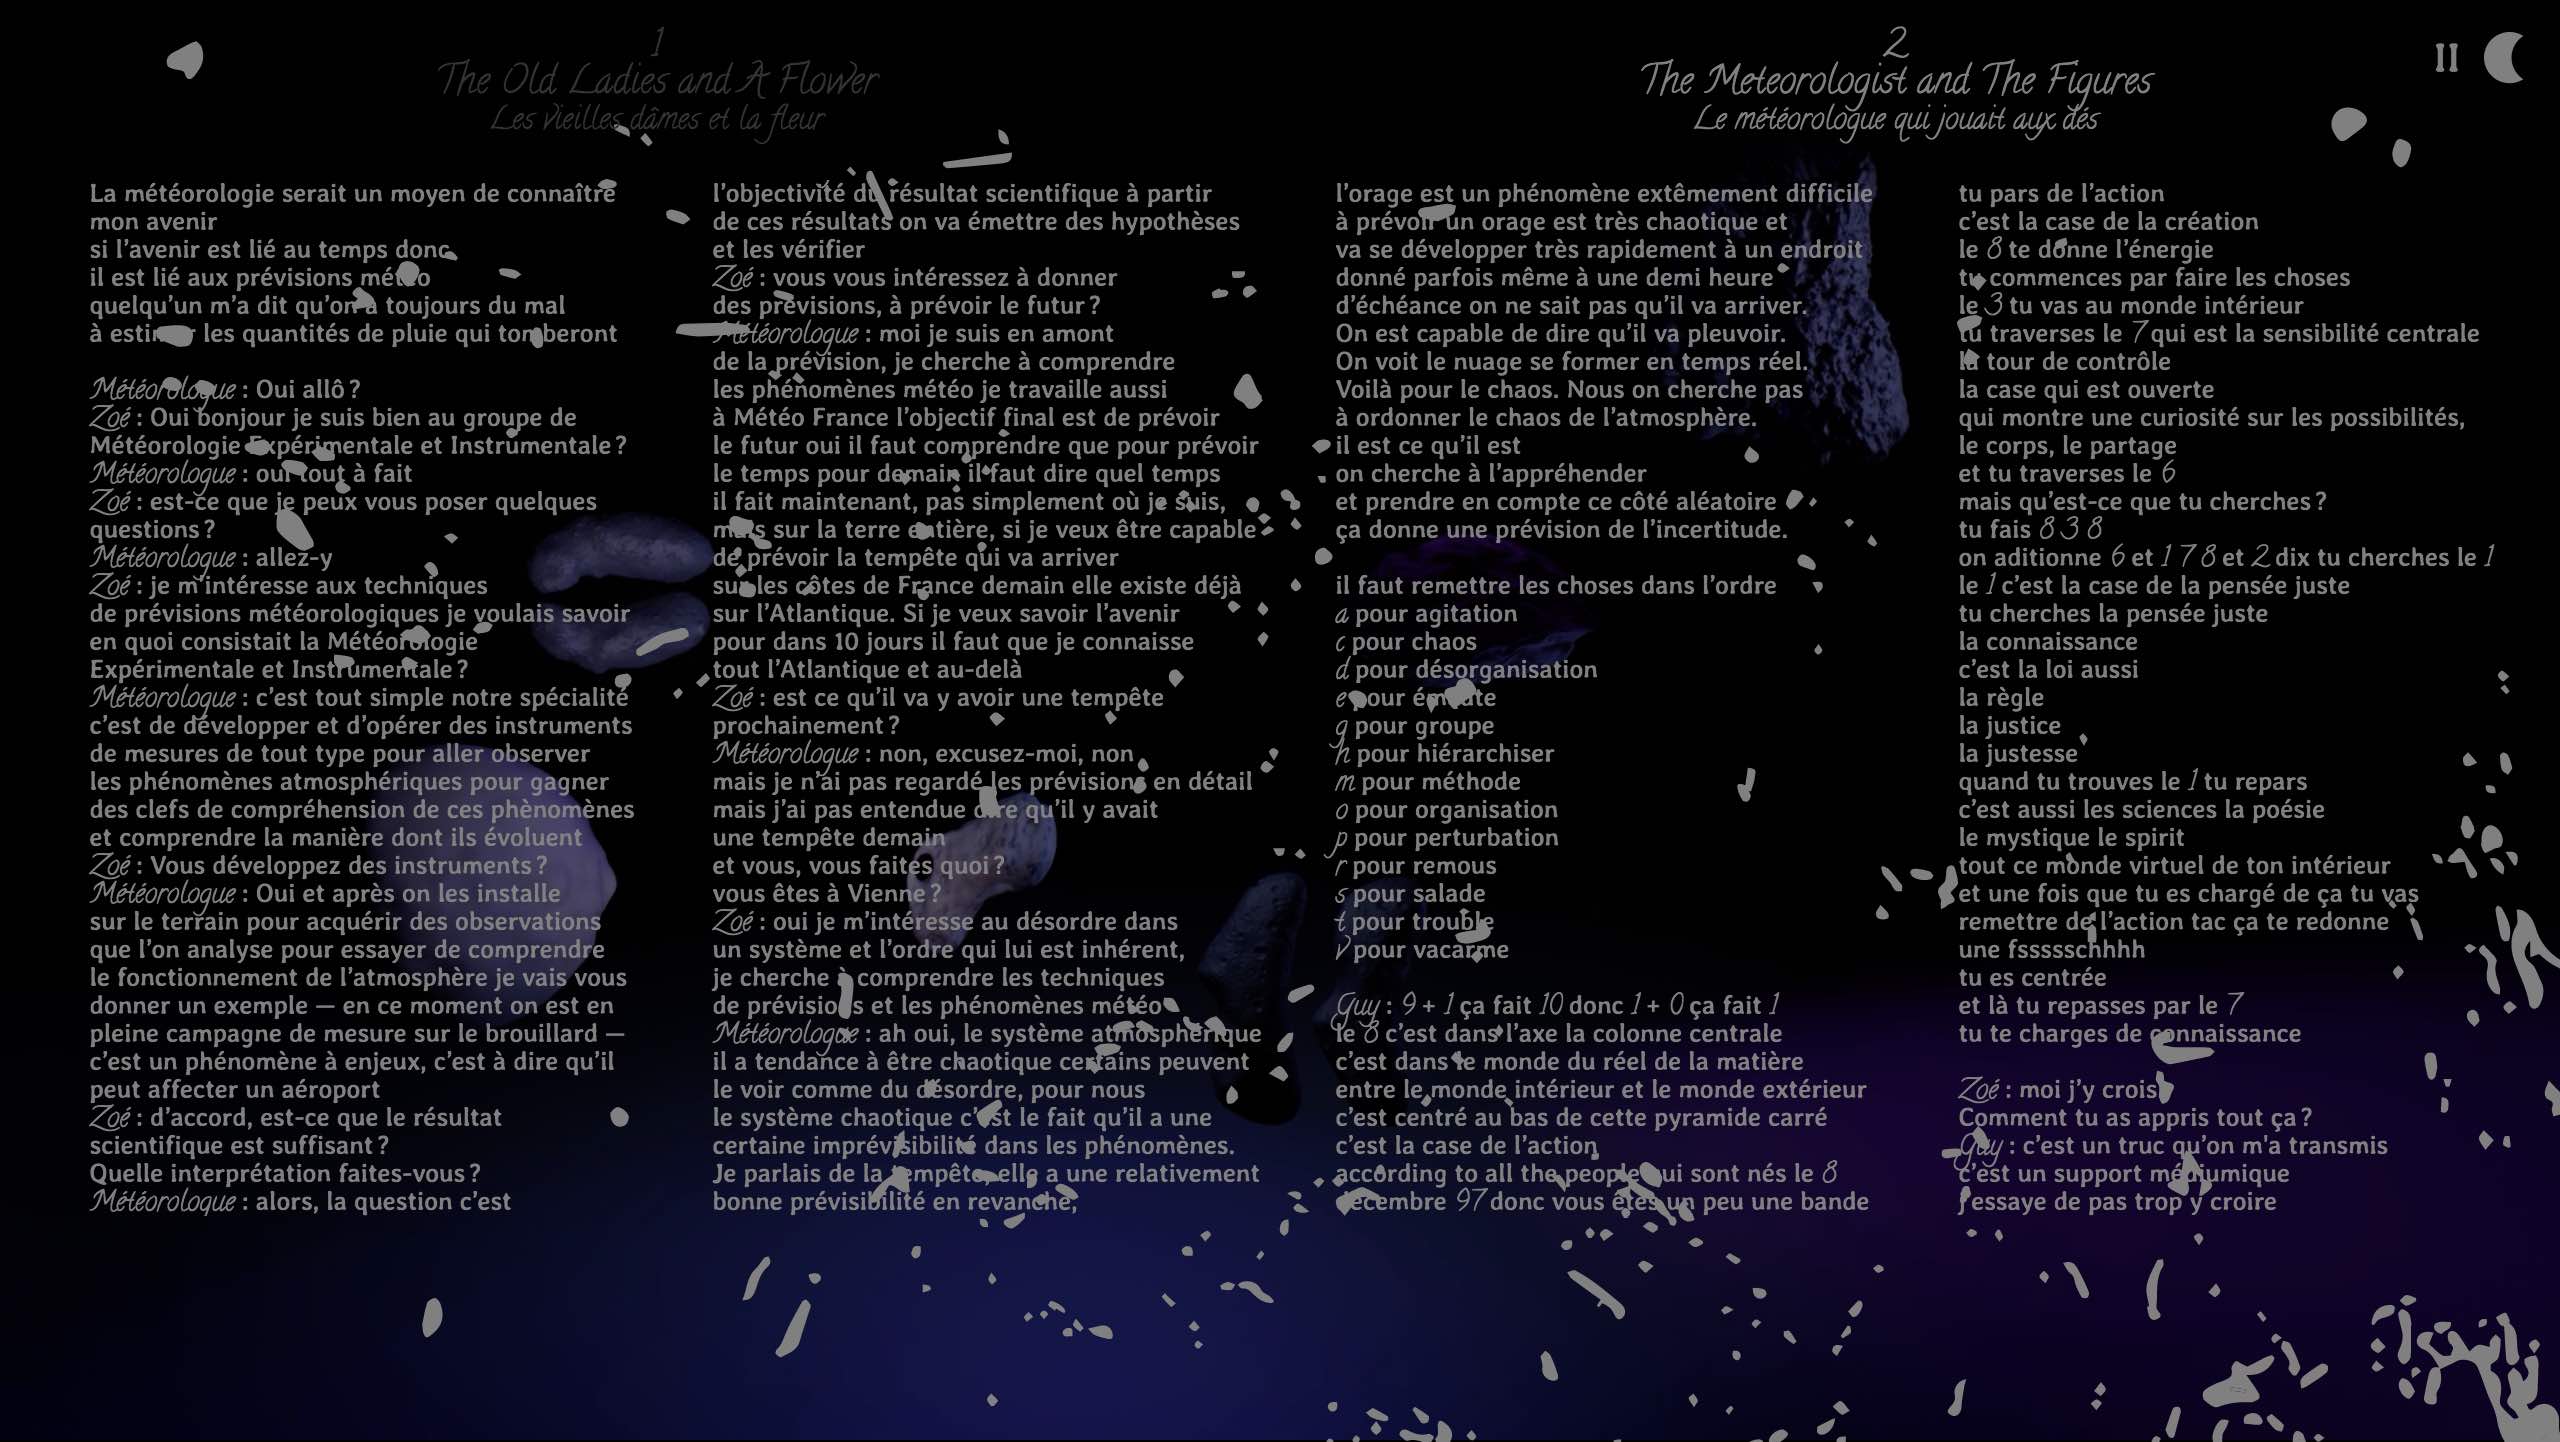 1
The Old Ladies and A Flower
Les vieilles dâmes et la fleur
2
The Meteorologist and The Figures
Le météorologue qui jouait aux dés
La météorologie serait un moyen de connaître
mon avenir
si l'avenir est lié au temps donc
il est lié aux prévisions météo
quelqu'un m'a dit qu'on a toujours du mal
à estimer les quantités de pluie qui tomberont
Météorologue : Oui allô ?
Zoé : Oui bonjour je suis bien au groupe de
Météorologie Expérimentale et Instrumentale ?
Météorologue : oui tout à fait
Zoé : est-ce que je peux vous poser quelques
questions ?
Météorologue : allez-y
Zoé : je m'intéresse aux techniques
de prévisions météorologiques je voulais savoir
en quoi consistait la Météorologie
Expérimentale et Instrumentale ?
Météorologue : c'est tout simple notre spécialité
c'est de développer et d'opérer des instruments
de mesures de tout type pour aller observer
les phénomènes atmosphériques pour gagner
des clefs de compréhension de ces phènomènes
et comprendre la manière dont ils évoluent
Zoé : Vous développez des instruments ?
Météorologue : Oui et après on les installe
sur le terrain pour acquérir des observations
que l'on analyse pour essayer de comprendre
le fonctionnement de l'atmosphère je vais vous
donner un exemple — en ce moment on est en
pleine campagne de mesure sur le brouillard —
c'est un phénomène à enjeux, c'est à dire qu'il
peut affecter un aéroport
Zoé : d'accord, est-ce que le résultat
scientifique est suffisant ?
Quelle interprétation faites-vous ?
Météorologue : alors, la question c'est
l'objectivité du résultat scientifique à partir
de ces résultats on va émettre des hypothèses
et les vérifier
Zoé : vous vous intéressez à donner
des prévisions, à prévoir le futur ?
Météorologue : moi je suis en amont
de la prévision, je cherche à comprendre
les phénomènes météo je travaille aussi
à Météo France l'objectif final est de prévoir
le futur oui il faut comprendre que pour prévoir
le temps pour demain il faut dire quel temps
il fait maintenant, pas simplement où je suis,
mais sur la terre entière, si je veux être capable
de prévoir la tempête qui va arriver
sur les côtes de France demain elle existe déjà
sur l'Atlantique. Si je veux savoir l'avenir
pour dans 10 jours il faut que je connaisse
tout l'Atlantique et au-delà
Zoé : est ce qu'il va y avoir une tempête
prochainement ?
Météorologue : non, excusez-moi, non
mais je n'ai pas regardé les prévisions en détail
mais j'ai pas entendue dire qu'il y avait
une tempête demain
et vous, vous faites quoi ?
vous êtes à Vienne ?
Zoé : oui je m'intéresse au désordre dans
un système et l'ordre qui lui est inhérent,
je cherche à comprendre les techniques
de prévisions et les phénomènes météo
Météorologue : ah oui, le système atmosphérique
il a tendance à être chaotique certains peuvent
le voir comme du désordre, pour nous
le système chaotique c'est le fait qu'il a une
certaine imprévisibilité dans les phénomènes.
Je parlais de la tempête, elle a une relativement
bonne prévisibilité en revanche,
l'orage est un phénomène extêmement difficile
à prévoir un orage est très chaotique et
va se développer très rapidement à un endroit
donné parfois même à une demi heure
d'échéance on ne sait pas qu'il va arriver.
On est capable de dire qu'il va pleuvoir.
On voit le nuage se former en temps réel.
Voilà pour le chaos. Nous on cherche pas
à ordonner le chaos de l'atmosphère.
il est ce qu'il est
on cherche à l'appréhender
et prendre en compte ce côté aléatoire
ça donne une prévision de l'incertitude.
il faut remettre les choses dans l'ordre
a pour agitation
c pour chaos
d pour désorganisation
e pour émeute
g pour groupe
h pour hiérarchiser
m pour méthode
o pour organisation
p pour perturbation
r pour remous
s pour salade
t pour trouble
v pour vacarme
Guy : 9 + 1 ça fait 10 donc 1 + 0 ça fait 1
le 8 c'est dans l'axe la colonne centrale
c'est dans le monde du réel de la matière
entre le monde intérieur et le monde extérieur
c'est centré au bas de cette pyramide carré
c'est la case de l'action
according to all the people qui sont nés le 8
décembre 97 donc vous êtes un peu une bande
tu pars de l'action
c'est la case de la création
le 8 te donne l'énergie
tu commences par faire les choses
le 3 tu vas au monde intérieur
tu traverses le 7 qui est la sensibilité centrale
la tour de contrôle
la case qui est ouverte
qui montre une curiosité sur les possibilités,
le corps, le partage
et tu traverses le 6
mais qu'est-ce que tu cherches ?
tu fais 8 3 8
on aditionne 6 et 1 7 8 et 2 dix tu cherches le 1
le 1 c'est la case de la pensée juste
tu cherches la pensée juste
la connaissance
c'est la loi aussi
la règle
la justice
la justesse
quand tu trouves le 1 tu repars
c'est aussi les sciences la poésie
le mystique le spirit
tout ce monde virtuel de ton intérieur
et une fois que tu es chargé de ça tu vas
remettre de l'action tac ça te redonne
une fssssschhhh
tu es centrée
et là tu repasses par le 7
tu te charges de connaissance
Zoé : moi j'y crois
Comment tu as appris tout ça ?
Guy : c'est un truc qu'on m'a transmis
c'est un support médiumique
j'essaye de pas trop y croire